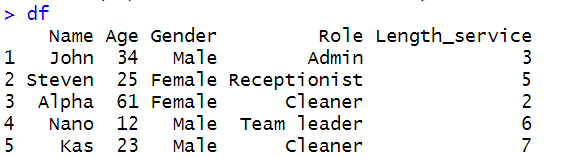 > df
Name Age Gender Role Length_service
1 John 34 Male Admin 3
2 Steven 25 Female Receptionist 5
3 Alpha 61 Female Cleaner 2
4 Nano 12 Male Team leader 6
5 Kas 23 Male Cleaner 7